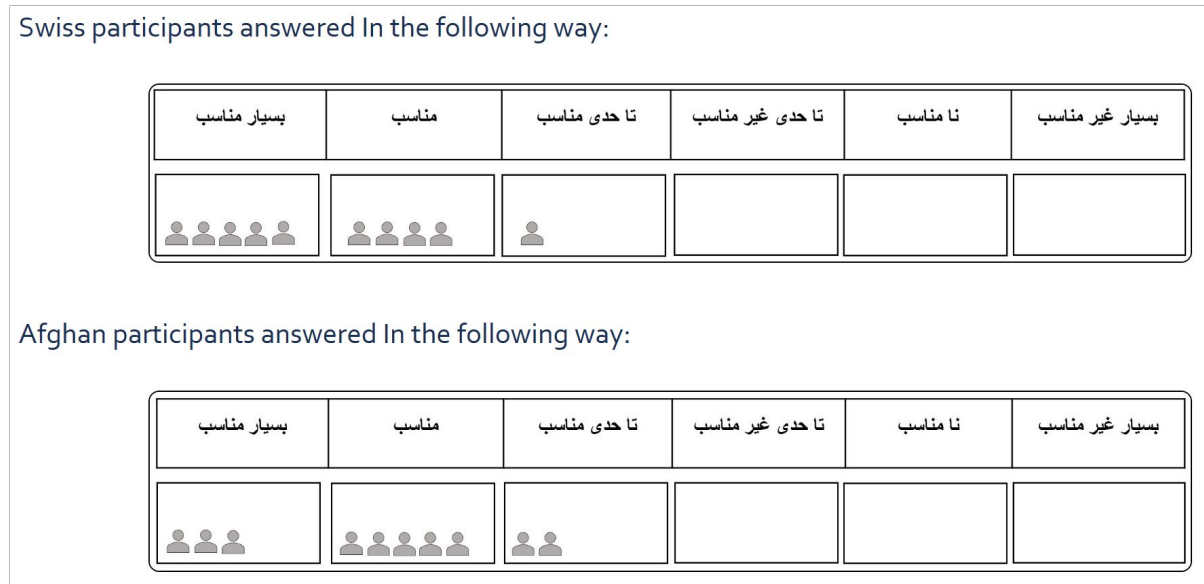 Swiss participants answered In the following way:
بسیار مناسب
مناسب
تا حدی مناسب
تا حدی غیر مناسب
نا مناسب
بسیار غیر مناسب
Afghan participants answered In the following way:
بسیار مناسب
مناسب
تا حدی مناسب
تا حدی غیر مناسب
نا مناسب
بسیار غیر مناسب